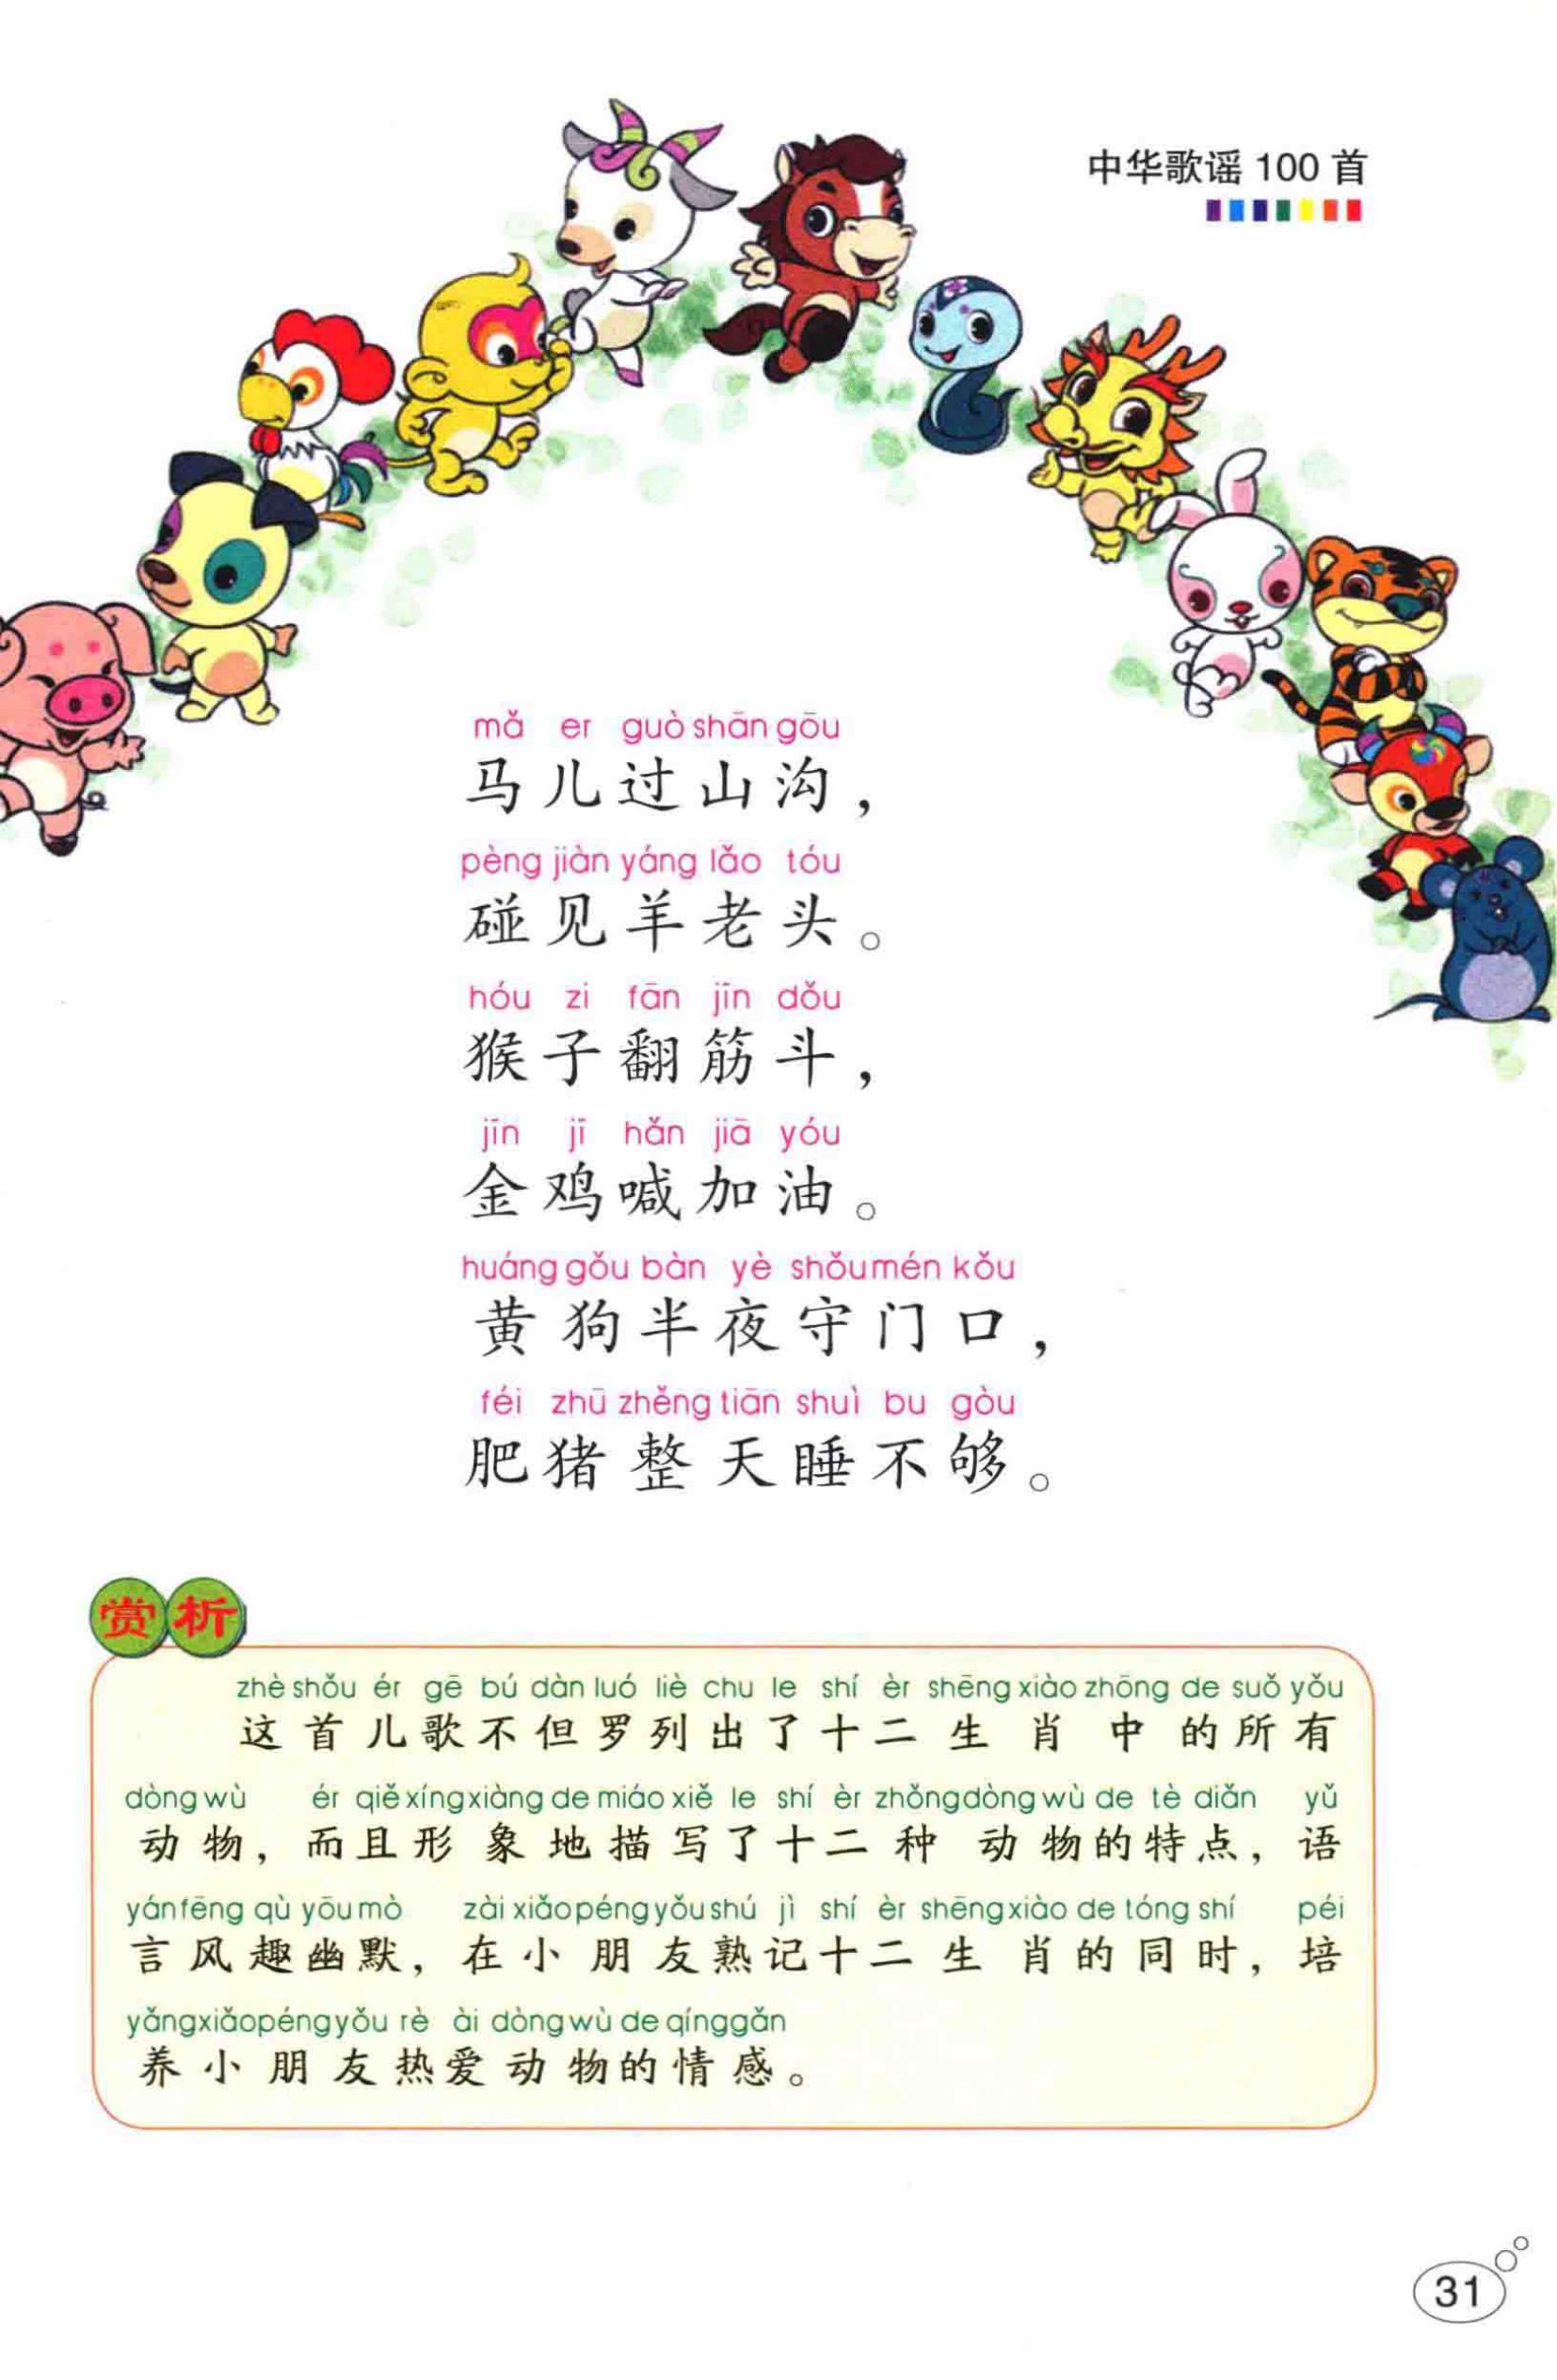 中华歌谣 100 首
mǎ er guò shān gōu
马儿过山沟，
pèng jiàn yáng lǎo tóu
碰见羊老头。
hóu zi fān jīn dǒu
猴子翻筋斗，
jīn jī hǎn jiā yóu
金鸡喊加油。
huáng gǒu bàn yè shǒu mén kǒu
黄狗半夜守门口，
féi zhū zhěng tiān shuì bu gòu
肥猪整天睡不够。
赏析
zhè shǒu ér gē bú dàn luó liè chu le shí èr shēng xiào zhōng de suǒ yǒu
这首儿歌不但罗列出了十二生肖中的所有
dòng wù ér qiě xíng xiàng de miáo xiě le shí èr zhǒng dòng wù de tè diǎn yǔ
动物，而且形象地描写了十二种动物的特点，语
yán fēng qù yōu mò zài xiǎo péng yǒu shú jì shí èr shēng xiào de tóng shí péi
言风趣幽默，在小朋友熟记十二生肖的同时，培
yǎng xiǎo péng yǒu rè ài dòng wù de qíng gǎn
养小朋友热爱动物的情感。
31